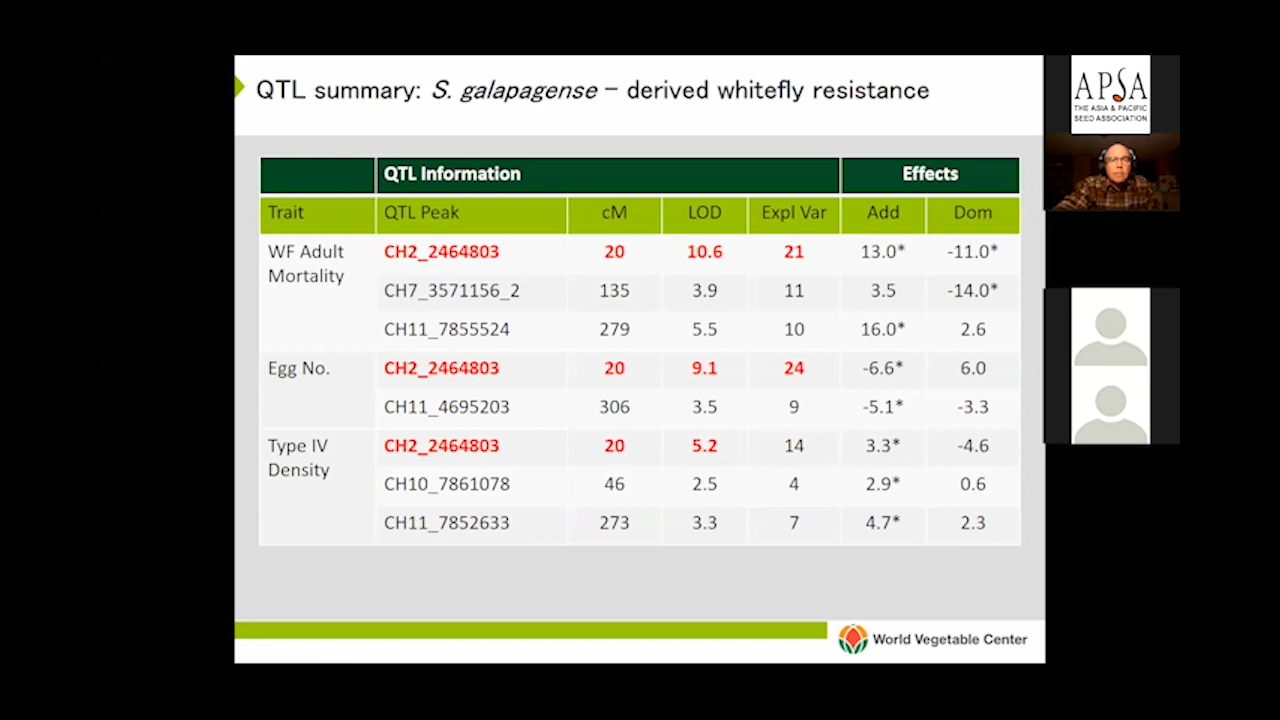 QTL summary: S. galapagense – derived whitefly resistance
QTL Information Effects
Trait QTL Peak cM LOD Expl Var Add Dom
WF Adult Mortality CH2_2464803 20 10.6 21 13.0* -11.0*
CH7_3571156_2 135 3.9 11 3.5 -14.0*
CH11_7855524 279 5.5 10 16.0* 2.6
Egg No. CH2_2464803 20 9.1 24 -6.6* 6.0
CH11_4695203 306 3.5 9 -5.1* -3.3
Type IV Density CH2_2464803 20 5.2 14 3.3* -4.6
CH10_7861078 46 2.5 4 2.9* 0.6
CH11_7852633 273 3.3 7 4.7* 2.3
World Vegetable Center
APSA
THE ASIA & PACIFIC
SEED ASSOCIATION